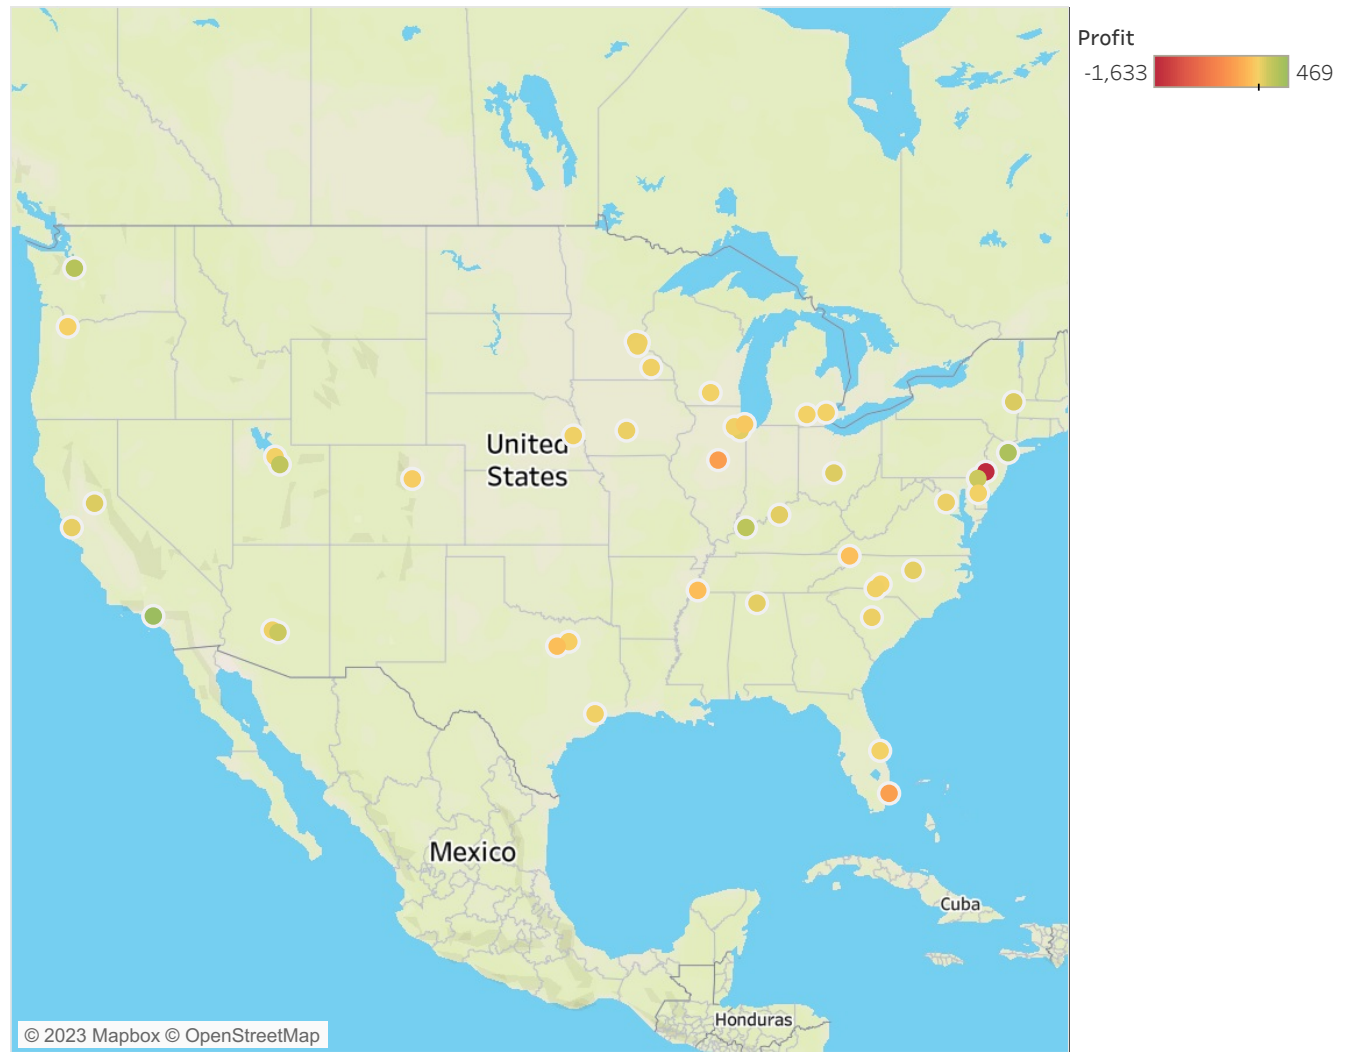 Profit
-1,633 469
United
States
Mexico
Cuba
Honduras
© 2023 Mapbox © OpenStreetMap